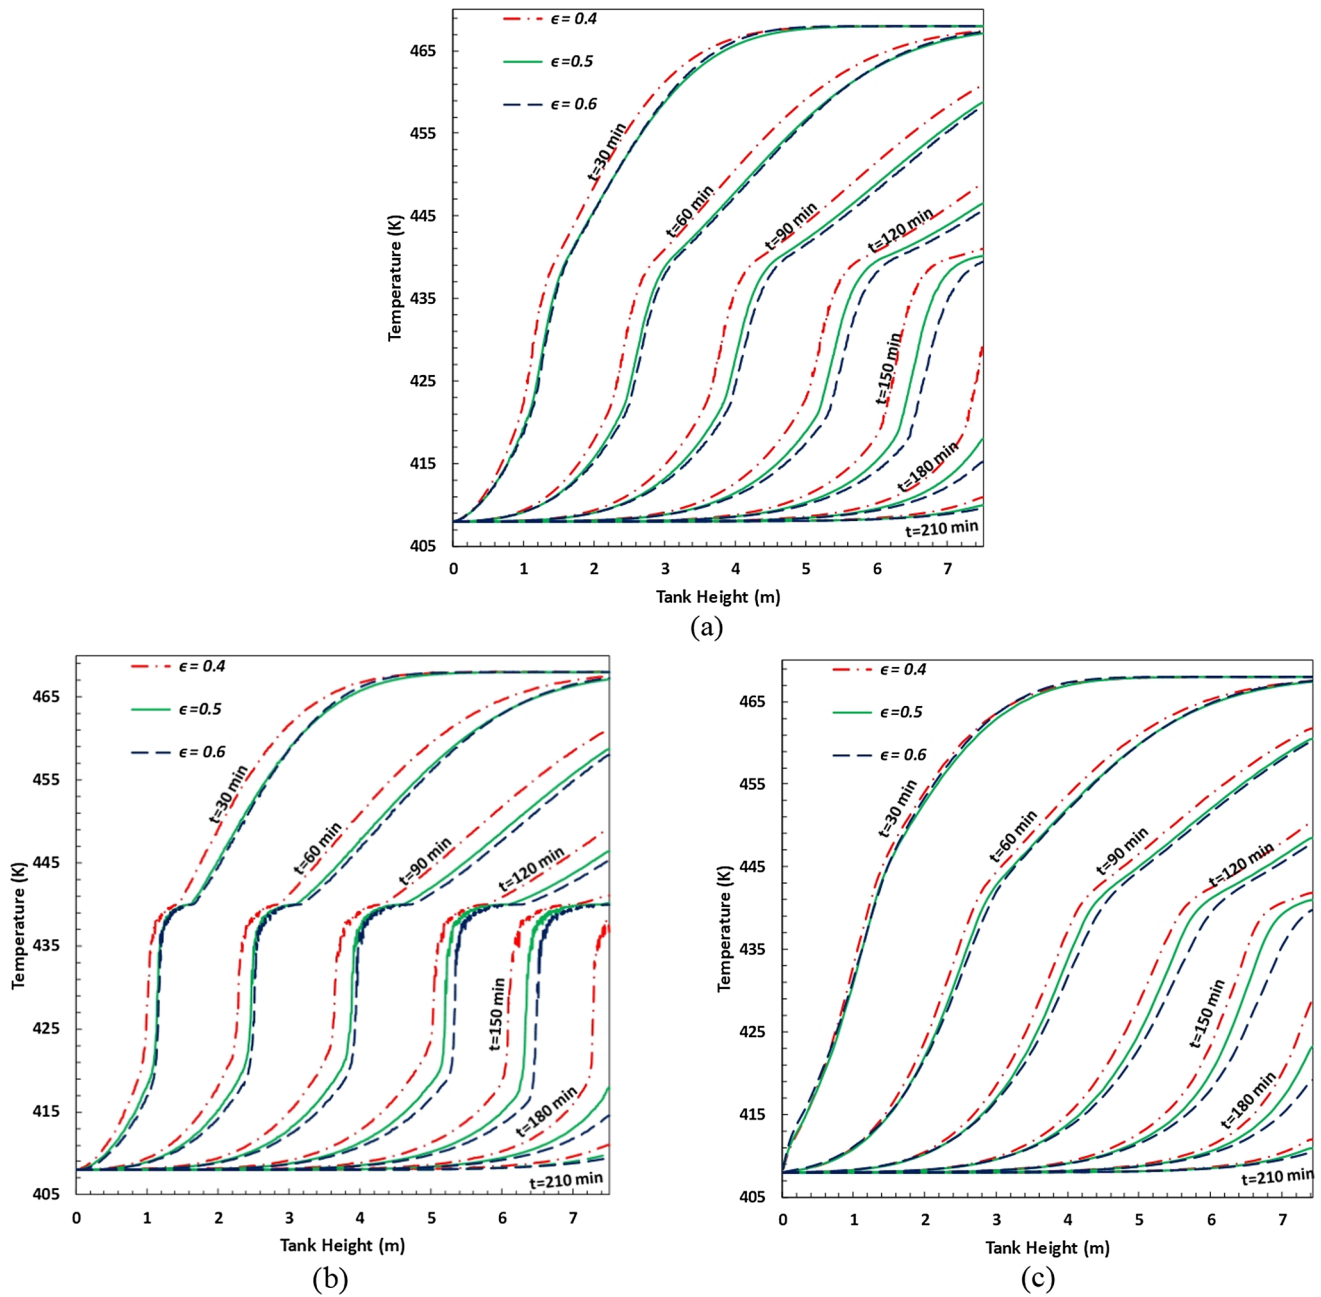 ϵ = 0.4
ϵ =0.5
ϵ = 0.6
465
455
445
435
425
415
405
Temperature (K)
t=30 min
t=60 min
t=90 min
t=120 min
t=150 min
t=180 min
t=210 min
0 1 2 3 4 5 6 7
Tank Height (m)
(a)
ϵ = 0.4
ϵ =0.5
ϵ = 0.6
465
455
445
435
425
415
405
Temperature (K)
t=30 min
t=60 min
t=90 min
t=120 min
t=150 min
t=180 min
t=210 min
0 1 2 3 4 5 6 7
Tank Height (m)
(b)
ϵ = 0.4
ϵ =0.5
ϵ = 0.6
465
455
445
435
425
415
405
Temperature (K)
t=30 min
t=60 min
t=90 min
t=120 min
t=150 min
t=180 min
t=210 min
0 1 2 3 4 5 6 7
Tank Height (m)
(c)